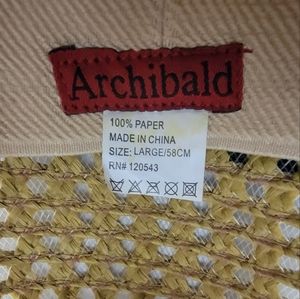 Archibald
100% PAPER
MADE IN CHINA
SIZE: LARGE/58CM
RN# 120543